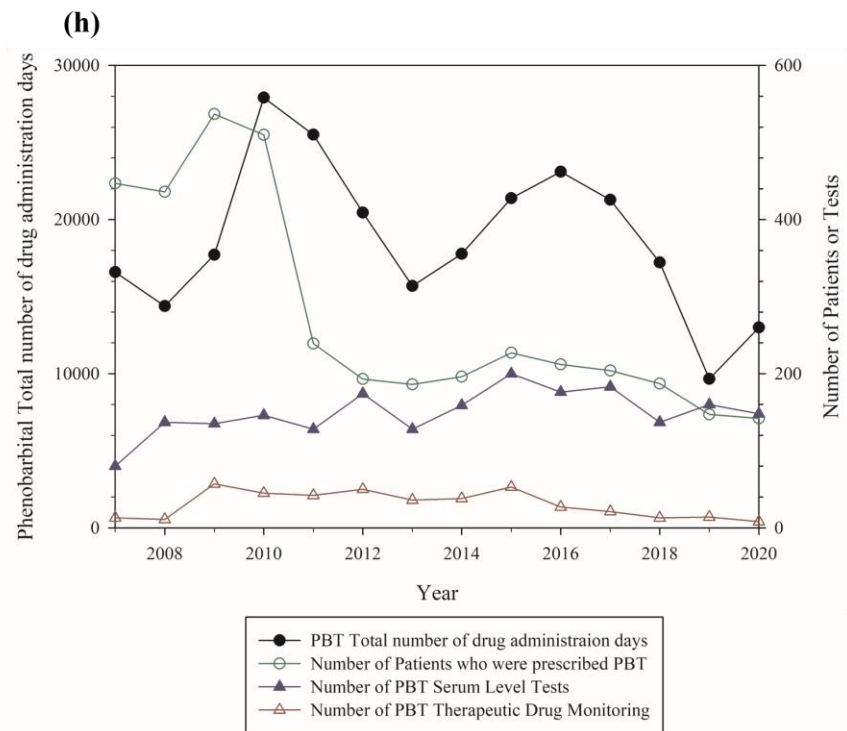 (h)
Phenobarbital Total number of drug administration days
30000
20000
10000
0
600
400
200
0
Number of Patients or Tests
2008 2010 2012 2014 2016 2018 2020
Year
PBT Total number of drug administraion days
Number of Patients who were prescribed PBT
Number of PBT Serum Level Tests
Number of PBT Therapeutic Drug Monitoring